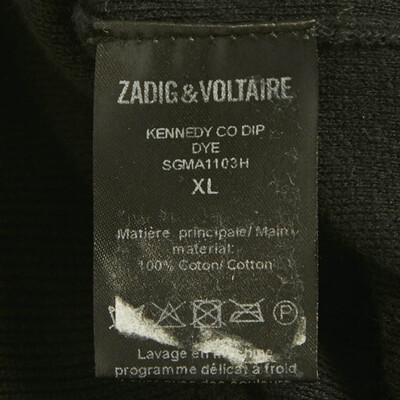 ZADIG & VOLTAIRE
KENNEDY CO DIP
DYE
SGMA1103H
XL
Matière principale/ Main
material:
100% Coton/ Cotton
P
Lavage en machine
programme délicat à froid